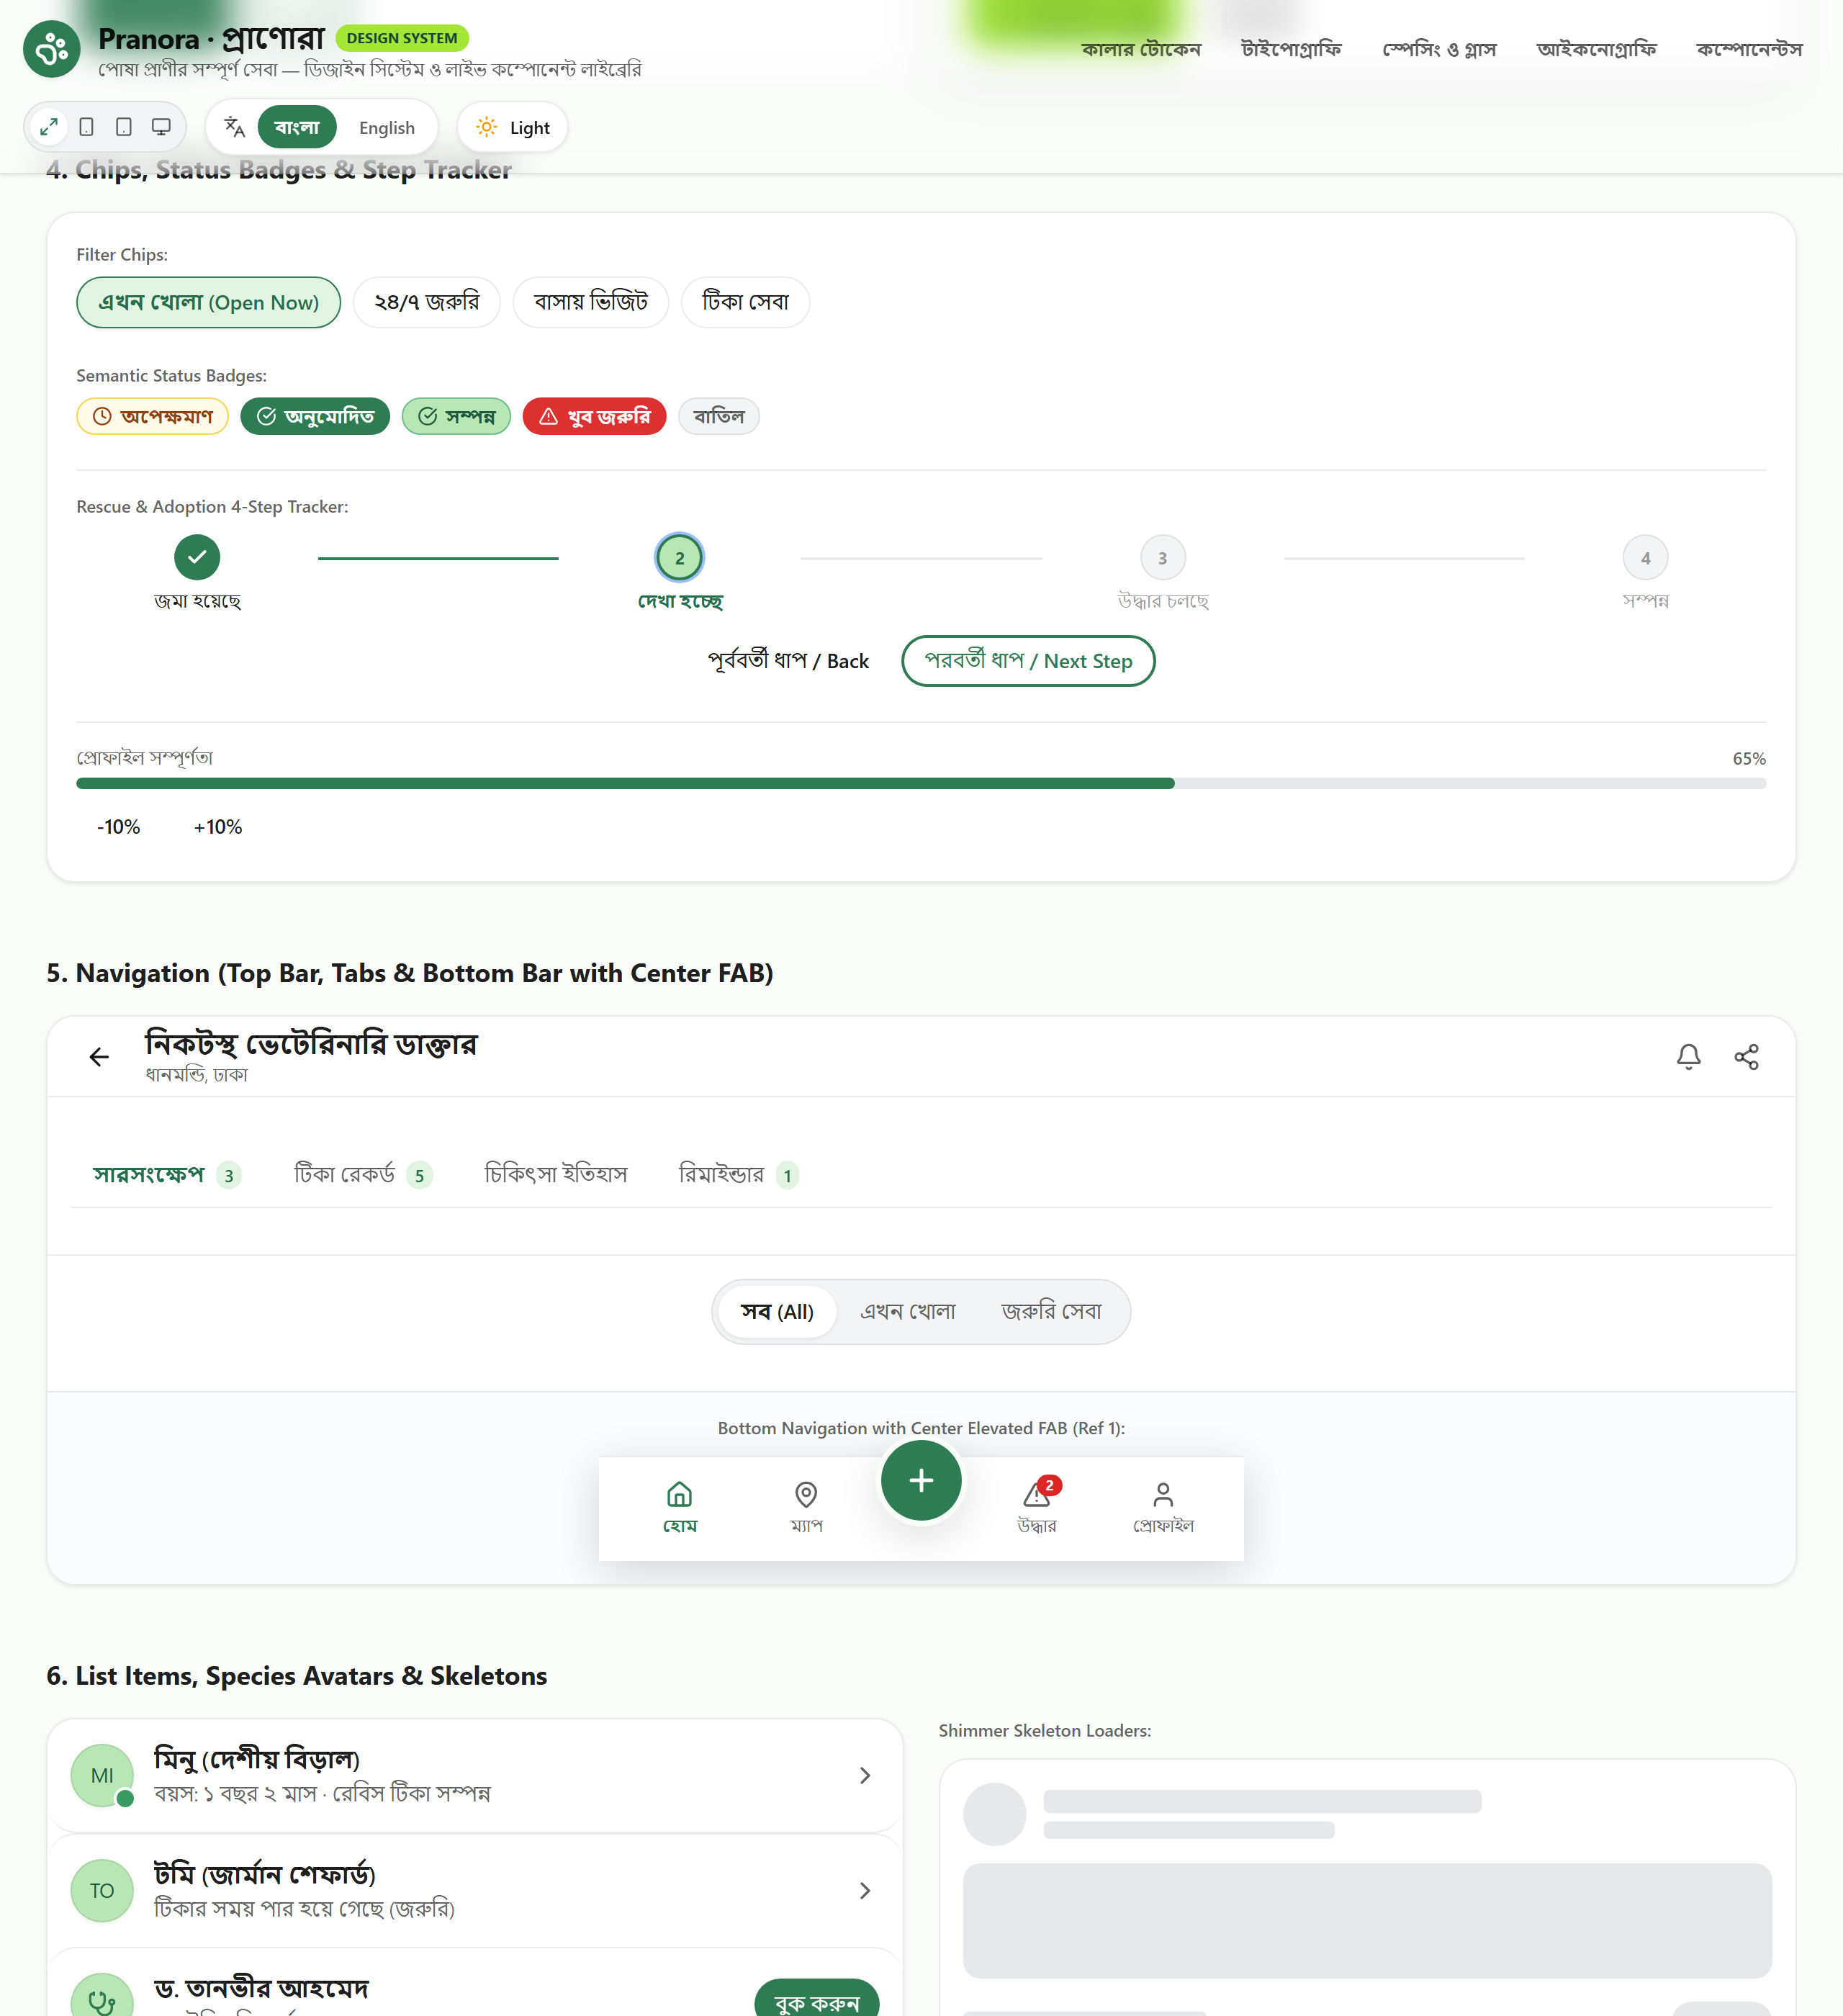 Pranora · প্রাণোরা DESIGN SYSTEM
পোষা প্রাণীর সম্পূর্ণ সেবা — ডিজাইন সিস্টেম ও লাইভ কম্পোনেন্ট লাইব্রেরি
কালার টোকেন টাইপোগ্রাফি স্পেসিং ও গ্লাস আইকনোগ্রাফি কম্পোনেন্টস
বাংলা English Light
4. Chips, Status Badges & Step Tracker
Filter Chips:
এখন খোলা (Open Now) ২৪/৭ জরুরি বাসায় ভিজিট টিকা সেবা
Semantic Status Badges:
অপেক্ষমাণ অনুমোদিত সম্পন্ন খুব জরুরি বাতিল
Rescue & Adoption 4-Step Tracker:
2 3 4
জমা হয়েছে দেখা হচ্ছে উদ্ধার চলছে সম্পন্ন
পূর্ববর্তী ধাপ / Back পরবর্তী ধাপ / Next Step
প্রোফাইল সম্পূর্ণতা 65%
-10% +10%
5. Navigation (Top Bar, Tabs & Bottom Bar with Center FAB)
নিকটস্থ ভেটেরিনারি ডাক্তার
ধানমন্ডি, ঢাকা
সারসংক্ষেপ 3 টিকা রেকর্ড 5 চিকিৎসা ইতিহাস রিমাইন্ডার 1
সব (All) এখন খোলা জরুরি সেবা
Bottom Navigation with Center Elevated FAB (Ref 1):
2
হোম ম্যাপ উদ্ধার প্রোফাইল
6. List Items, Species Avatars & Skeletons
Shimmer Skeleton Loaders:
MI মিনু (দেশীয় বিড়াল)
বয়স: ১ বছর ২ মাস · রেবিস টিকা সম্পন্ন
TO টমি (জার্মান শেফার্ড)
টিকার সময় পার হয়ে গেছে (জরুরি)
ড. তানভীর আহমেদ
বুক করুন